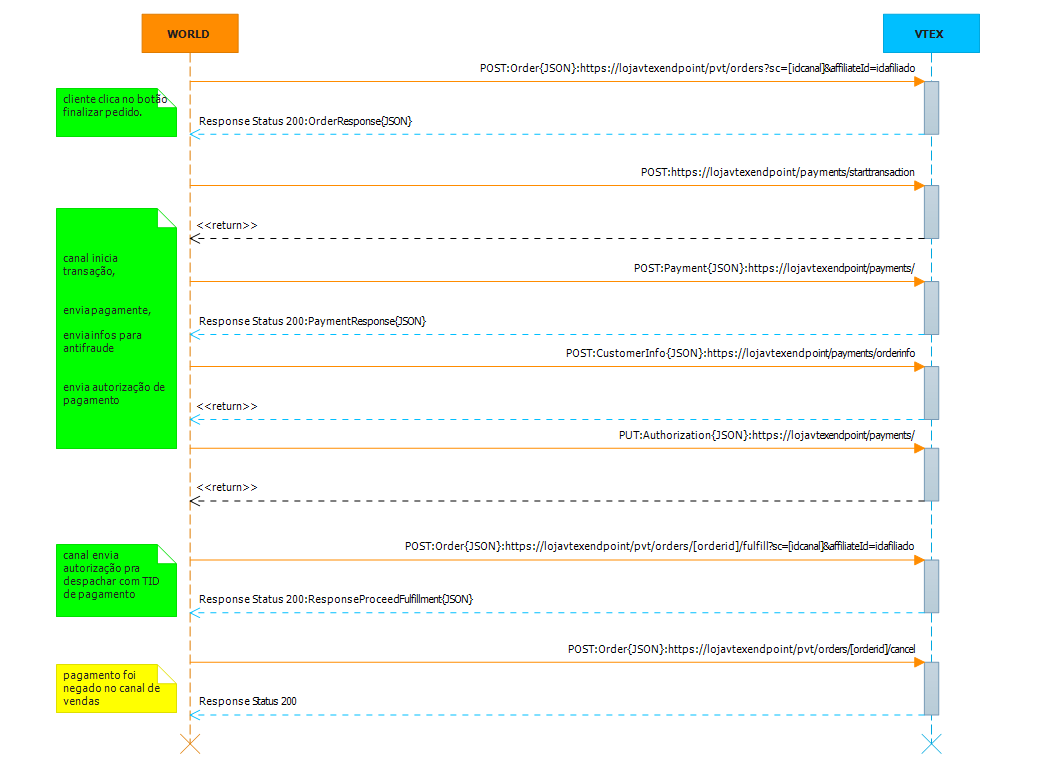 WORLD
VTEX
POST:Order{JSON}:https://lojavtexendpoint/pvt/orders?sc=[idcanal]&affiliateId=idafiliado
cliente clica no botão
finalizar pedido.
Response Status 200:OrderResponse{JSON}
POST:https://lojavtexendpoint/payments/starttransaction
<<return>>
canal inicia
transação,
POST:Payment{JSON}:https://lojavtexendpoint/payments/
envia pagamente,
Response Status 200:PaymentResponse{JSON}
envia infos para
antifraude
POST:CustomerInfo{JSON}:https://lojavtexendpoint/payments/orderinfo
envia autorização de
pagamento
<<return>>
PUT:Authorization{JSON}:https://lojavtexendpoint/payments/
<<return>>
POST:Order{JSON}:https://lojavtexendpoint/pvt/orders/[orderid]/fulfill?sc=[idcanal]&affiliateId=idafiliado
canal envia
autorização pra
despachar com TID
de pagamento
Response Status 200:ResponseProceedFulfillment{JSON}
POST:Order{JSON}:https://lojavtexendpoint/pvt/orders/[orderid]/cancel
pagamento foi
negado no canal de
vendas
Response Status 200